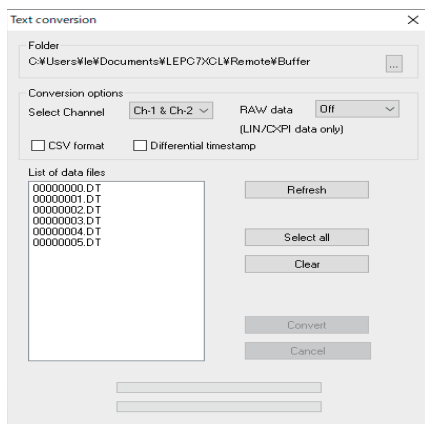 Text conversion
Folder
C:¥Users¥le¥Documents¥LEPC7XCL¥Remote¥Buffer
...
Conversion options
Select Channel Ch-1 & Ch-2 RAW data Off
(LIN/CXPI data only)
CSV format Differential timestamp
List of data files
00000000.DT
00000001.DT
00000002.DT
00000003.DT
00000004.DT
00000005.DT
Refresh
Select all
Clear
Convert
Cancel